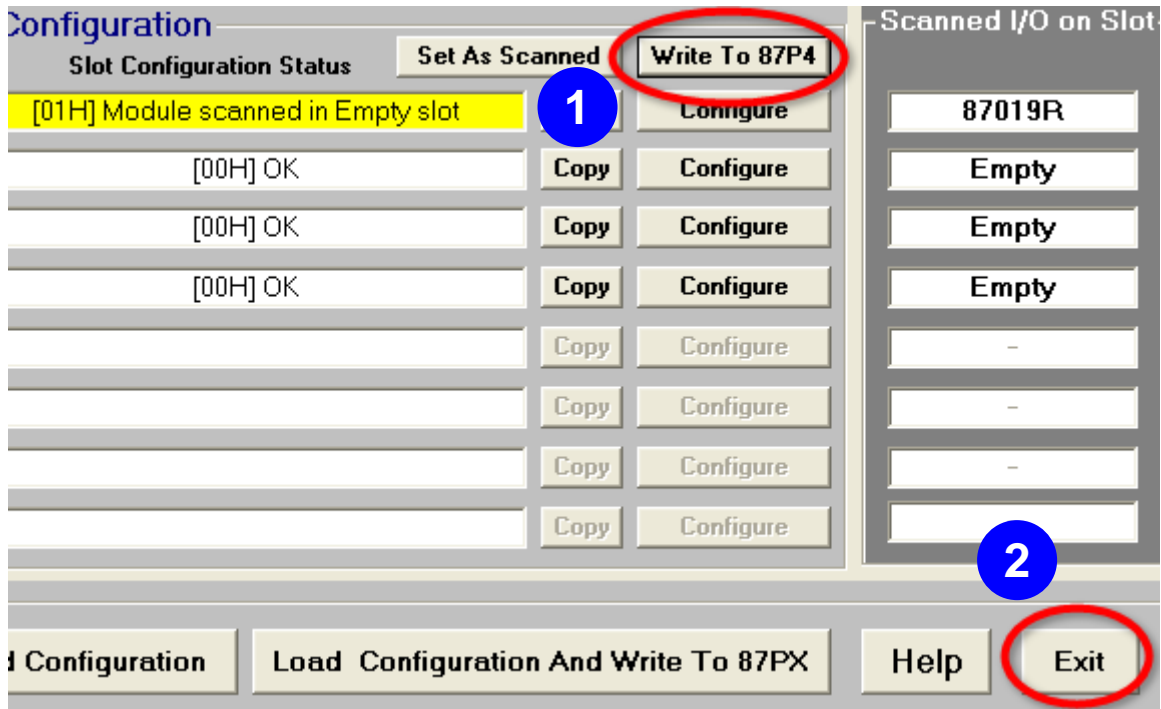 Configuration
Scanned I/O on Slot
Slot Configuration Status Set As Scanned Write To 87P4
[01H] Module scanned in Empty slot 1 Configure 87019R
[00H] OK Copy Configure Empty
[00H] OK Copy Configure Empty
[00H] OK Copy Configure Empty
Copy Configure -
Copy Configure -
Copy Configure -
Copy Configure
2
Configuration Load Configuration And Write To 87PX Help Exit